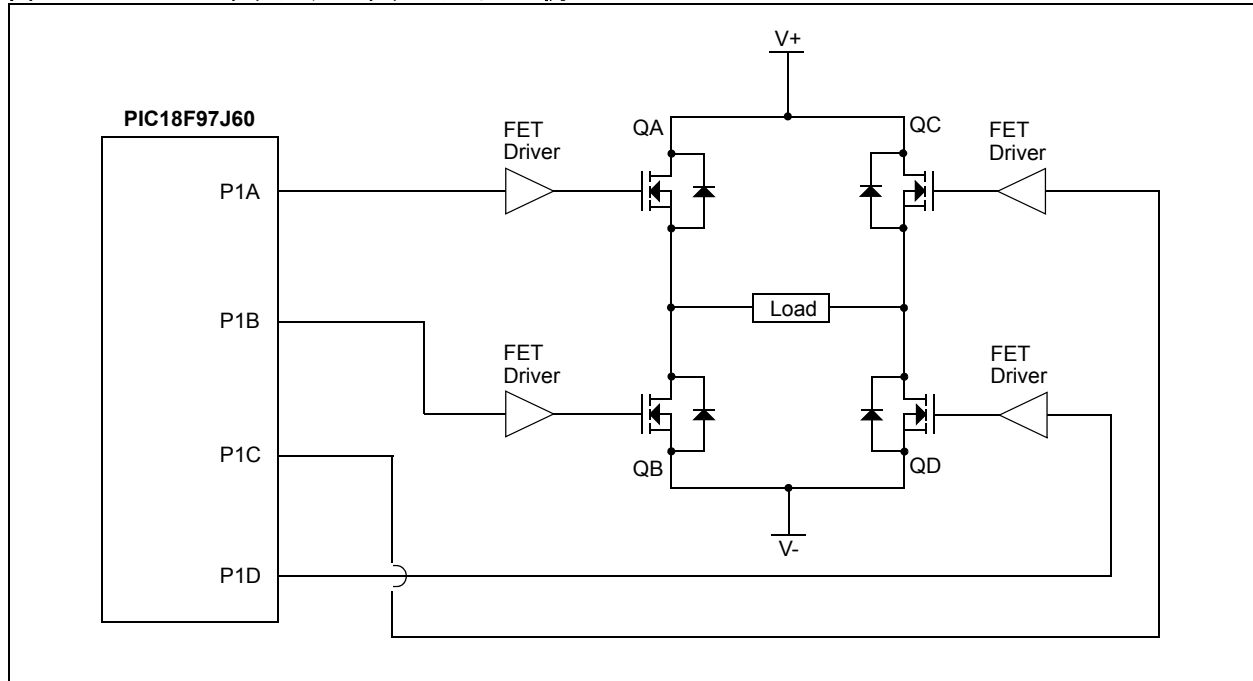 V+
PIC18F97J60
QA
FET
Driver
QC
FET
Driver
P1A
Load
P1B
FET
Driver
FET
Driver
P1C
QB
QD
V-
P1D